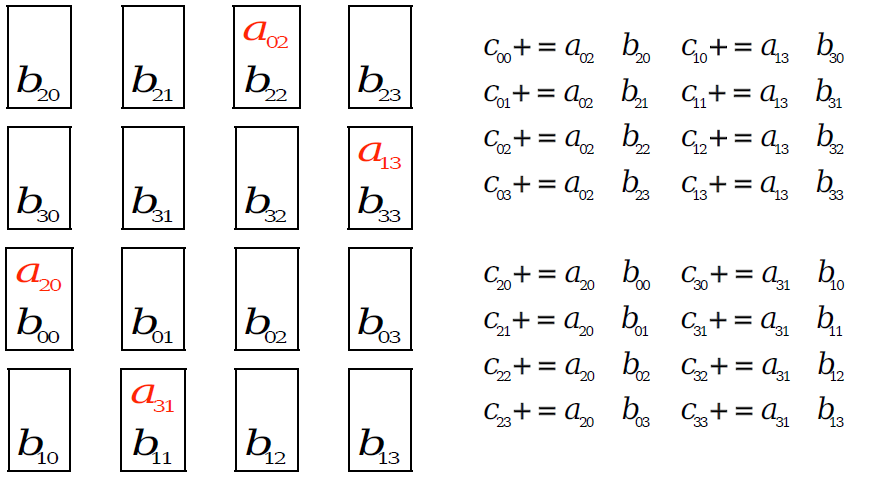 a02
b20 b21 b22 b23
a13
b30 b31 b32 b33
a20
b00 b01 b02 b03
a31
b10 b11 b12 b13
c00+ = a02 b20 c10+ = a13 b30
c01+ = a02 b21 c11+ = a13 b31
c02+ = a02 b22 c12+ = a13 b32
c03+ = a02 b23 c13+ = a13 b33
c20+ = a20 b00 c30+ = a31 b10
c21+ = a20 b01 c31+ = a31 b11
c22+ = a20 b02 c32+ = a31 b12
c23+ = a20 b03 c33+ = a31 b13